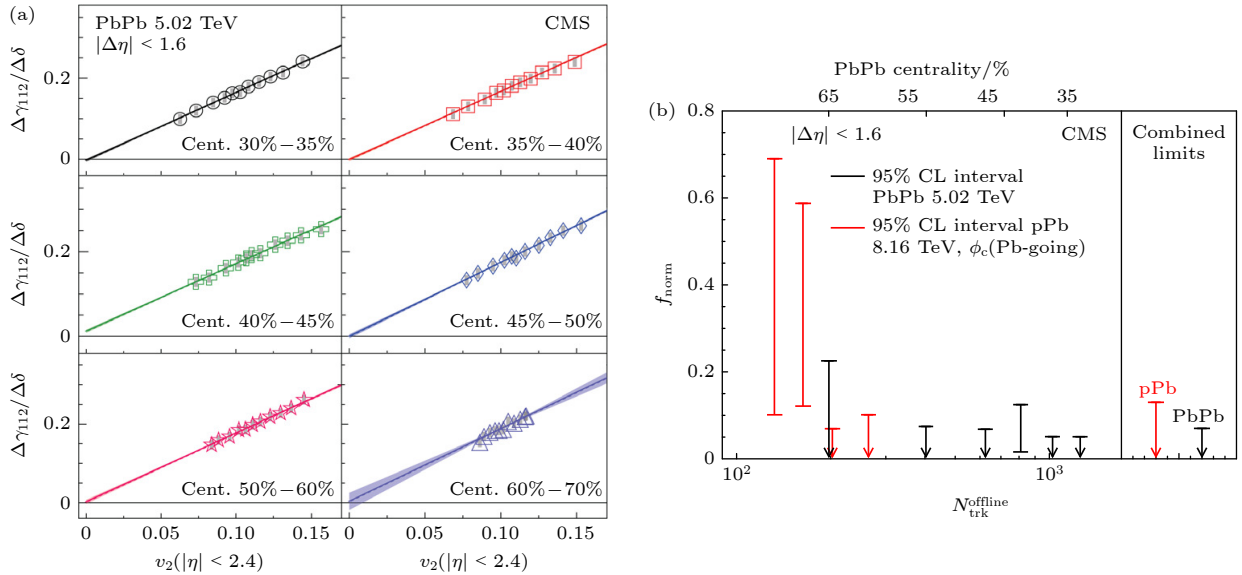 (a)
PbPb 5.02 TeV
|Δη| < 1.6
CMS
Δγ₁₁₂/Δδ
0.2
0
Cent. 30%−35%
Cent. 35%−40%
Δγ₁₁₂/Δδ
0.2
0
Cent. 40%−45%
Cent. 45%−50%
Δγ₁₁₂/Δδ
0.2
0
Cent. 50%−60%
Cent. 60%−70%
0 0.05 0.10 0.15 0 0.05 0.10 0.15
v₂(|η| < 2.4) v₂(|η| < 2.4)
(b)
PbPb centrality/%
65 55 45 35
0.8
0.6
0.4
0.2
0
f_norm
|Δη| < 1.6
CMS
95% CL interval
PbPb 5.02 TeV
95% CL interval pPb
8.16 TeV, ϕ_c(Pb-going)
Combined
limits
pPb
PbPb
10² 10³
N_trk^offline